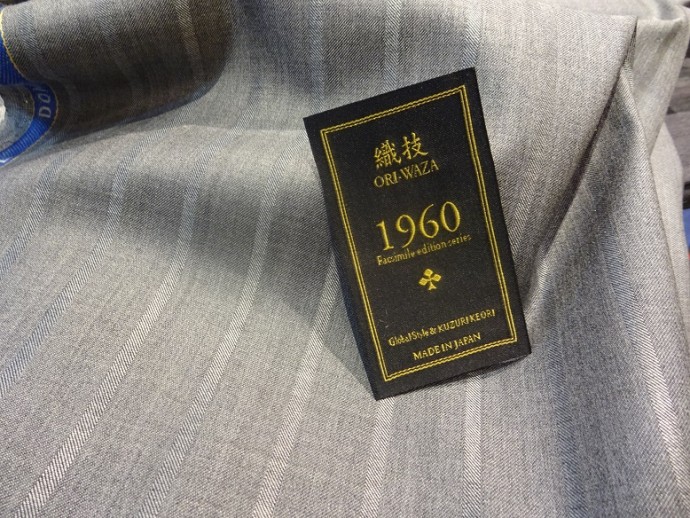 織技
ORI-WAZA
1960
Facsimile edition series
Global Style & KUZURI KEORI
MADE IN JAPAN